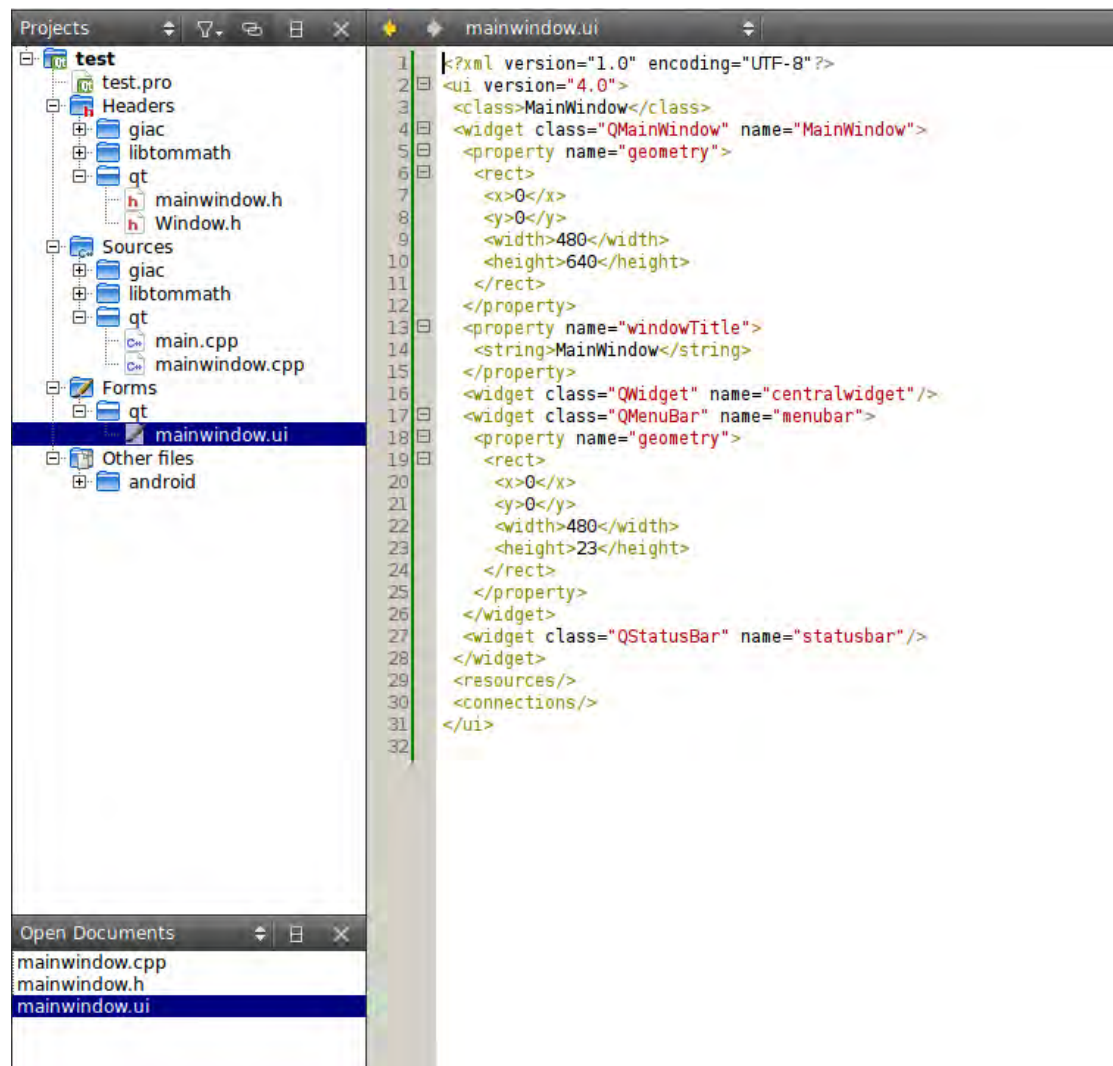 Projects
test
test.pro
Headers
giac
libtommath
qt
mainwindow.h
Window.h
Sources
giac
libtommath
qt
main.cpp
mainwindow.cpp
Forms
qt
mainwindow.ui
Other files
android
Open Documents
mainwindow.cpp
mainwindow.h
mainwindow.ui
mainwindow.ui
1 <?xml version="1.0" encoding="UTF-8"?>
2 <ui version="4.0">
3 <class>MainWindow</class>
4 <widget class="QMainWindow" name="MainWindow">
5 <property name="geometry">
6 <rect>
7 <x>0</x>
8 <y>0</y>
9 <width>480</width>
10 <height>640</height>
11 </rect>
12 </property>
13 <property name="windowTitle">
14 <string>MainWindow</string>
15 </property>
16 <widget class="QWidget" name="centralwidget"/>
17 <widget class="QMenuBar" name="menubar">
18 <property name="geometry">
19 <rect>
20 <x>0</x>
21 <y>0</y>
22 <width>480</width>
23 <height>23</height>
24 </rect>
25 </property>
26 </widget>
27 <widget class="QStatusBar" name="statusbar"/>
28 </widget>
29 <resources/>
30 <connections/>
31 </ui>
32